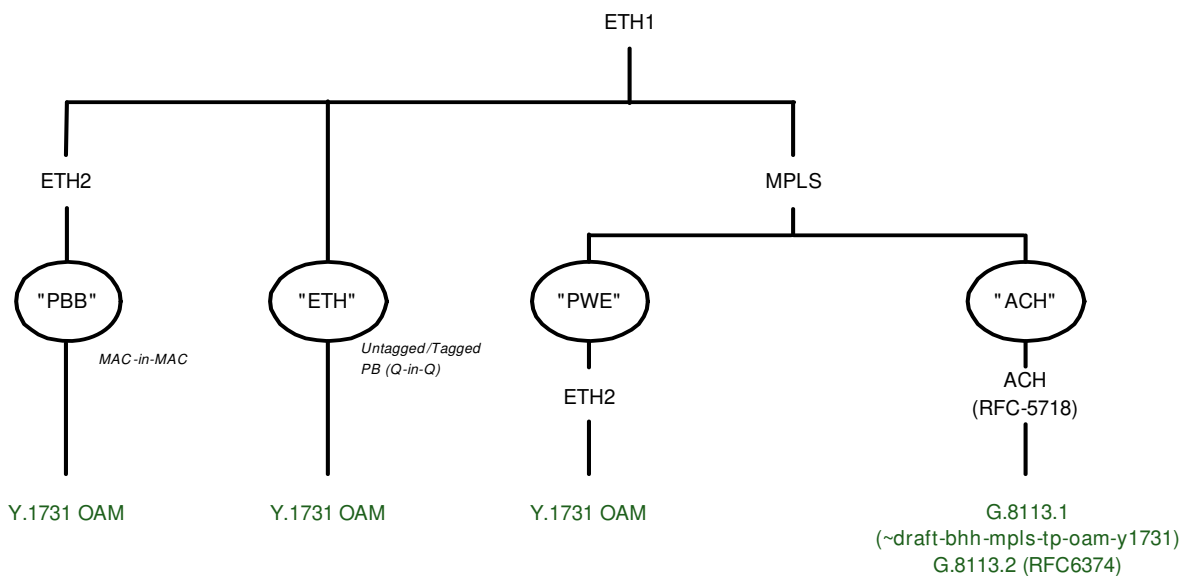 ETH1
ETH2
MPLS
"PBB"
"ETH"
"PWE"
"ACH"
MAC-in-MAC
Untagged/Tagged
PB (Q-in-Q)
ETH2
ACH
(RFC-5718)
Y.1731 OAM
Y.1731 OAM
Y.1731 OAM
G.8113.1
(~draft-bhh-mpls-tp-oam-y1731)
G.8113.2 (RFC6374)